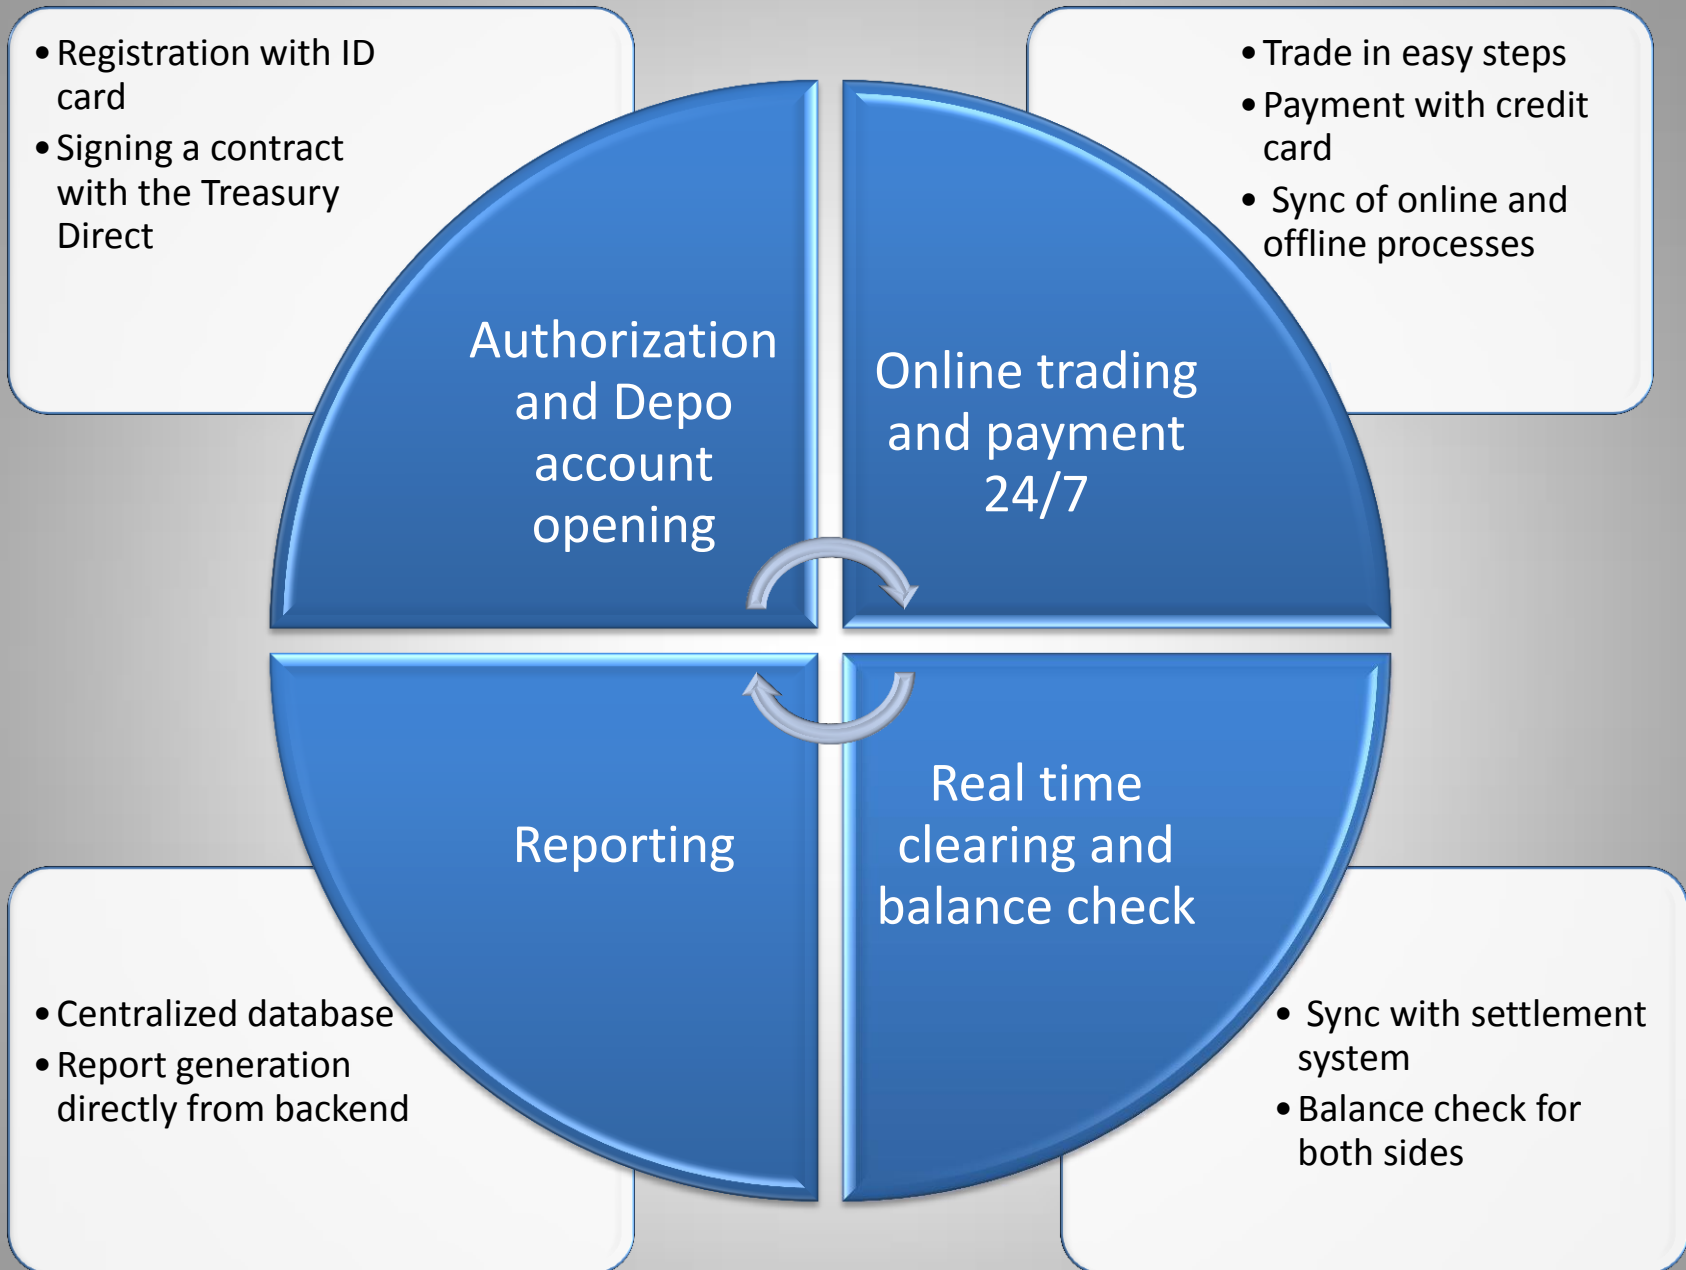 • Registration with ID
card
• Signing a contract
with the Treasury
Direct
• Trade in easy steps
• Payment with credit
card
• Sync of online and
offline processes
Authorization
and Depo
account
opening
Online trading
and payment
24/7
Reporting
Real time
clearing and
balance check
• Centralized database
• Report generation
directly from backend
• Sync with settlement
system
• Balance check for
both sides